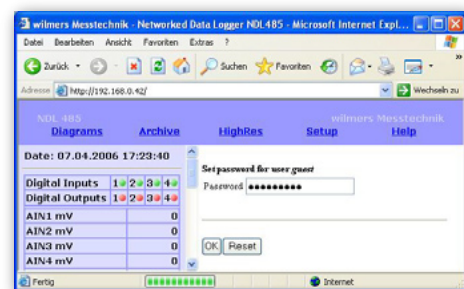 wilmers Messtechnik - Networked Data Logger NDL485 - Microsoft Internet Expl...
Datei Bearbeiten Ansicht Favoriten Extras ?
Zurück Suchen Favoriten
Adresse http://192.168.0.42/ Wechseln zu
NDL 485 wilmers Messtechnik
Diagrams Archive HighRes Setup Help
Date: 07.04.2006 17:23:40
Set password for user guest
Password
Digital Inputs 1 2 3 4
Digital Outputs 1 2 3 4
AIN1 mV 0
AIN2 mV 0
AIN3 mV 0
AIN4 mV 0
OK Reset
Fertig Internet